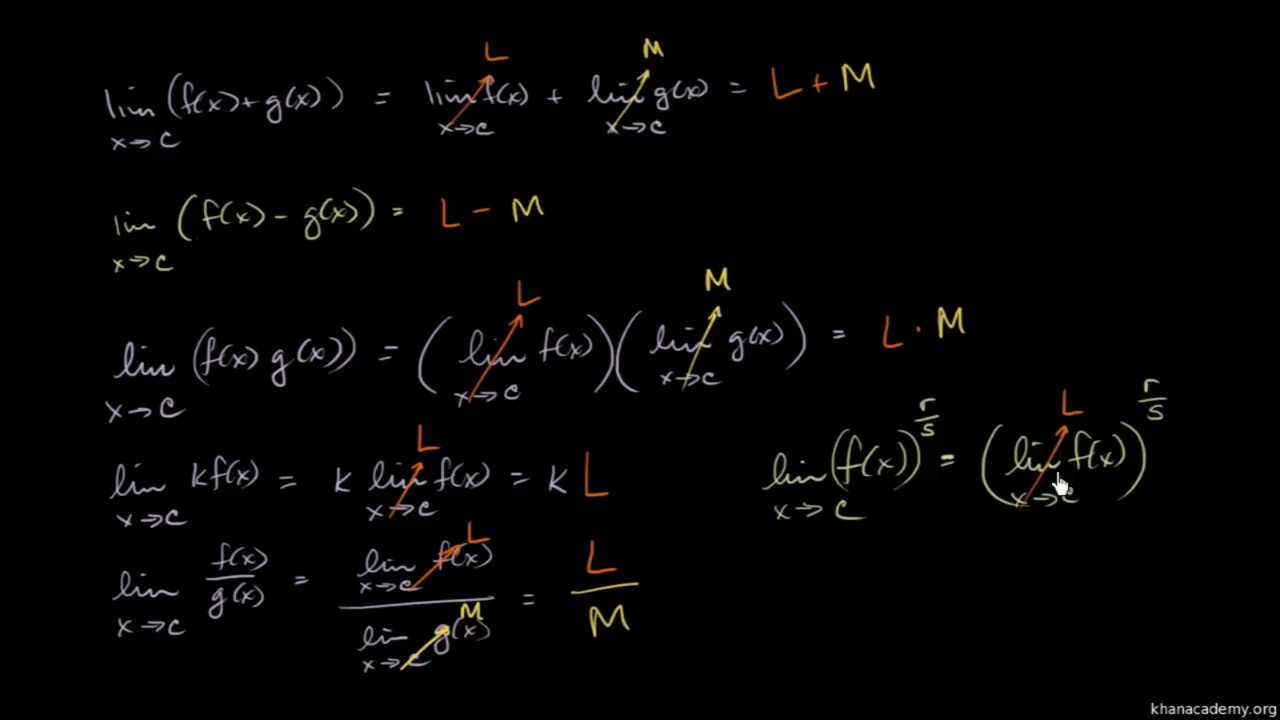 lim x→c (f(x)+g(x)) = lim x→c f(x) L + lim x→c g(x) M = L + M
lim x→c (f(x) - g(x)) = L - M
lim x→c (f(x) g(x)) = (lim x→c f(x)) L (lim x→c g(x)) M = L · M
lim x→c kf(x) = k lim x→c f(x) L = k L
lim x→c f(x)/g(x) = lim x→c f(x) L / lim x→c g(x) M = L/M
lim x→c (f(x))^r/s = (lim x→c f(x))^r/s L
khanacademy.org